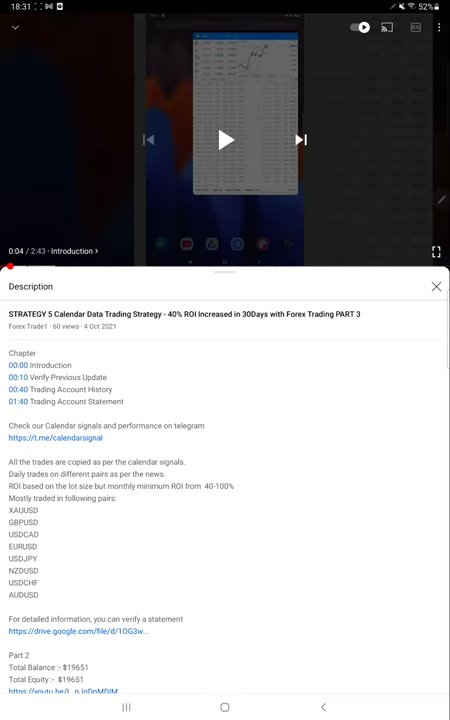 18:31
52%
0:04 / 2:43 · Introduction >
Description
STRATEGY 5 Calendar Data Trading Strategy - 40% ROI Increased in 30Days with Forex Trading PART 3
Forex Trade1 · 60 views · 4 Oct 2021
Chapter
00:00 Introduction
00:10 Verify Previous Update
00:40 Trading Account History
01:40 Trading Account Statement
Check our Calendar signals and performance on telegram
https://t.me/calendarsignal
All the trades are copied as per the calendar signals.
Daily trades on different pairs as per the news.
ROI based on the lot size but monthly minimum ROI from 40-100%
Mostly traded in following pairs:
XAUUSD
GBPUSD
USDCAD
EURUSD
USDJPY
NZDUSD
USDCHF
AUDUSD
For detailed information, you can verify a statement
https://drive.google.com/file/d/1OG3w...
Part 2
Total Balance :- $19651
Total Equity :- $19651